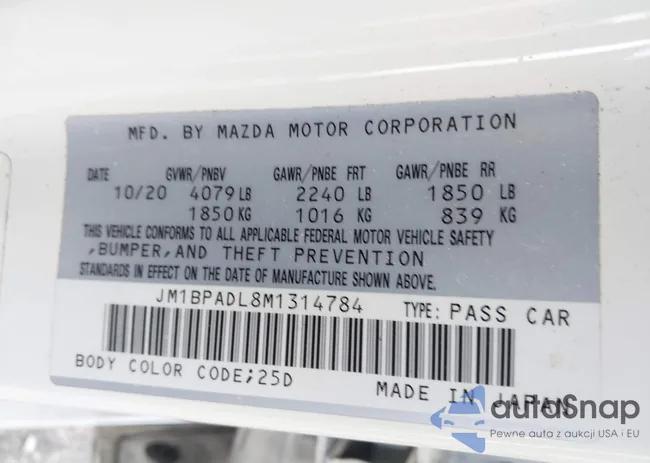 MFD. BY MAZDA MOTOR CORPORATION
DATE GVWR/PNBV GAWR/PNBE FRT GAWR/PNBE RR
10/20 4079 LB 2240 LB 1850 LB
1850 KG 1016 KG 839 KG
THIS VEHICLE CONFORMS TO ALL APPLICABLE FEDERAL MOTOR VEHICLE SAFETY
,BUMPER,AND THEFT PREVENTION
STANDARDS IN EFFECT ON THE DATE OF MANUFACTURE SHOWN ABOVE.
JM1BPADL8M1314784 TYPE: PASS CAR
BODY COLOR CODE;25D
MADE IN JAPAN
autoSnap
Pewne auta z aukcji USA i EU